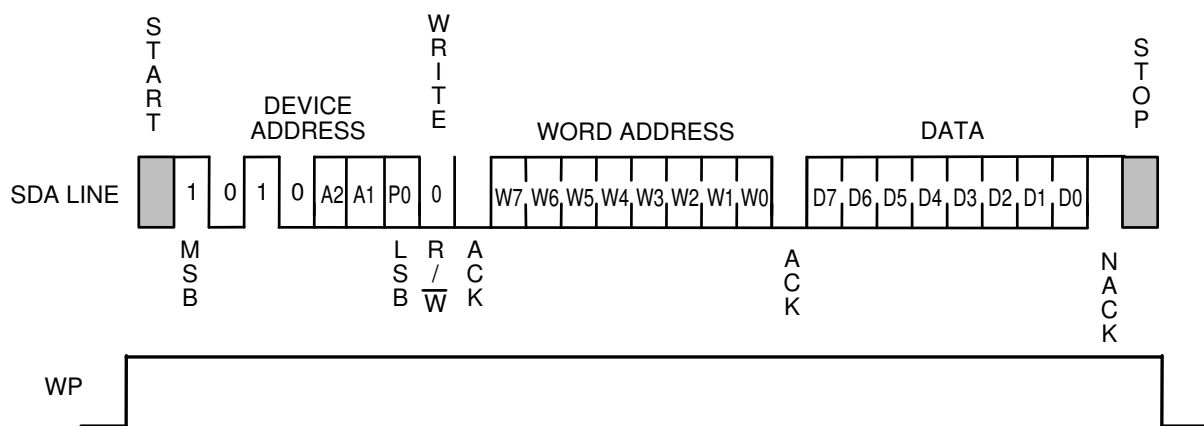 START
WRITE
STOP
DEVICE
ADDRESS
WORD ADDRESS
DATA
SDA LINE
1 0 1 0 A2 A1 P0 0 W7 W6 W5 W4 W3 W2 W1 W0 D7 D6 D5 D4 D3 D2 D1 D0
MSB
LSB
R/W
ACK
ACK
NACK
WP